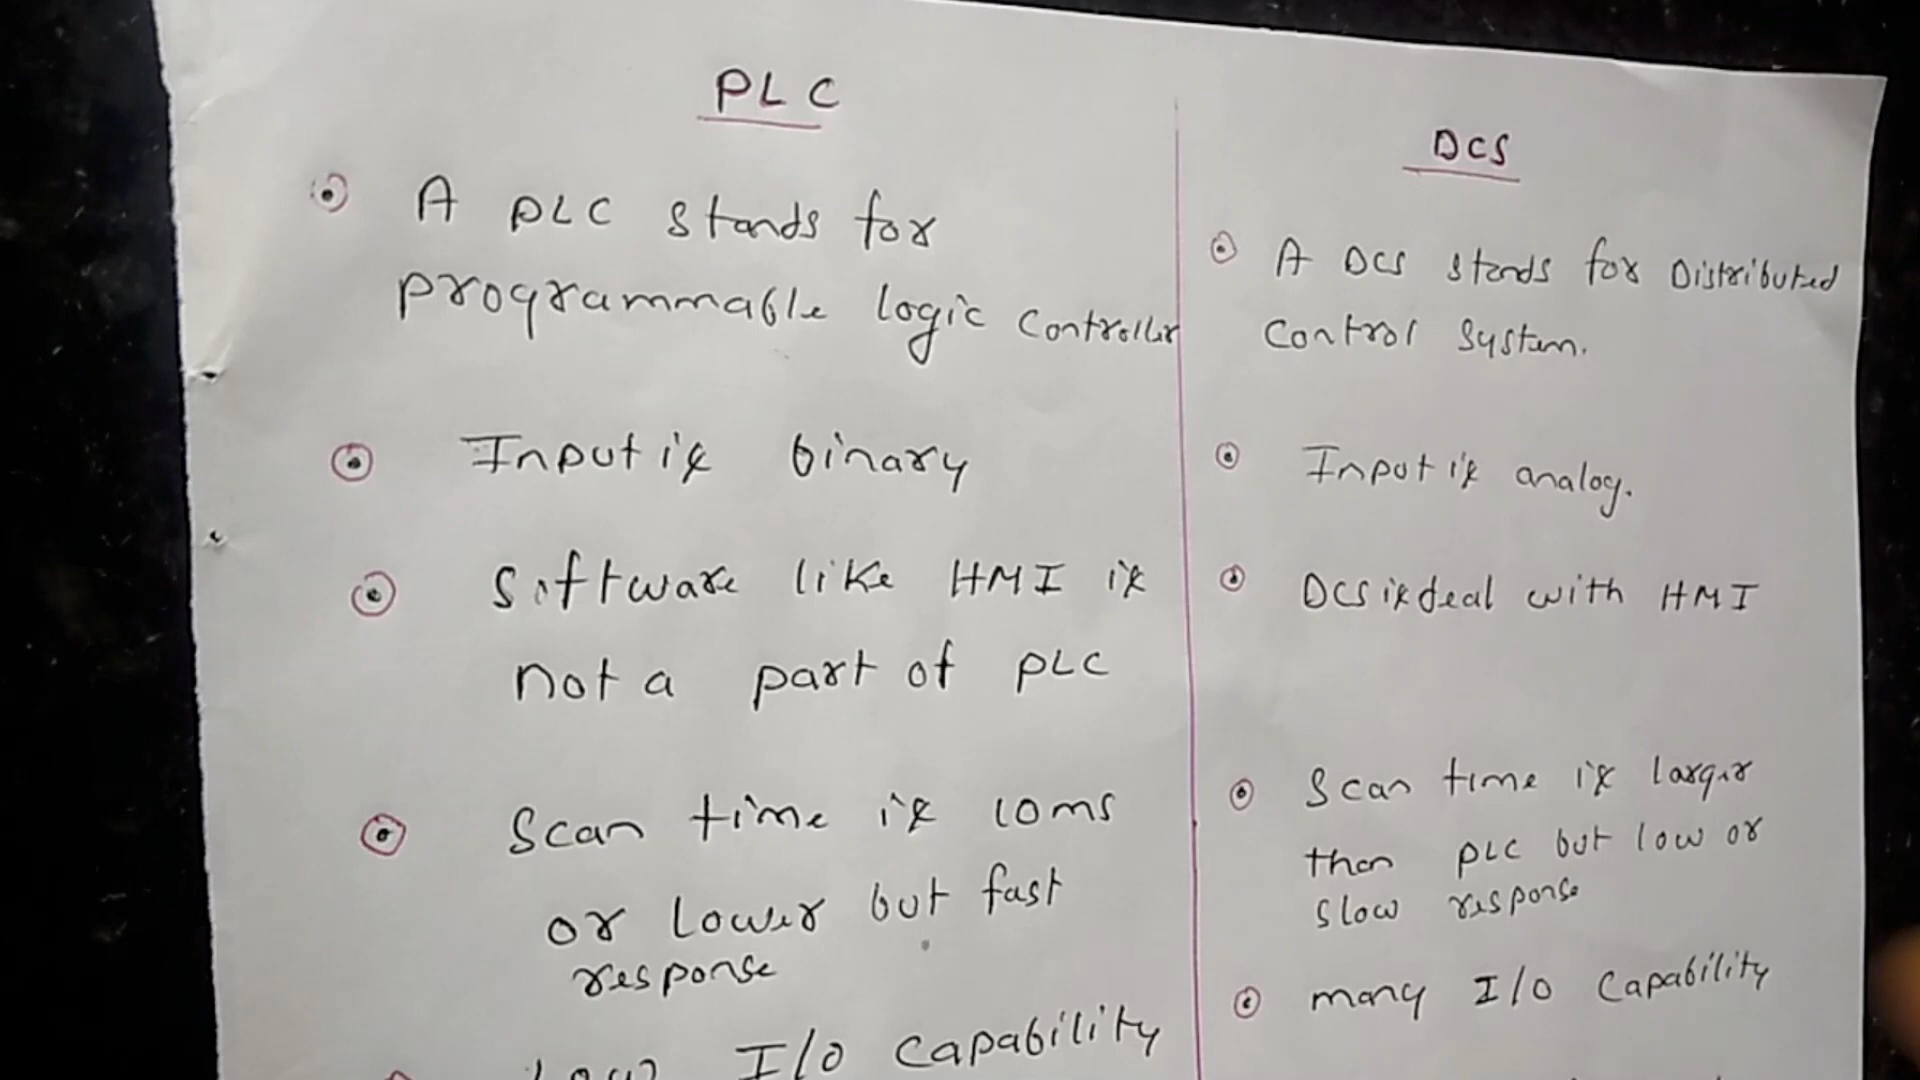 PLC
A PLC stands for
programmable logic Controller
Input is binary
Software like HMI is
not a part of PLC
Scan time is 10ms
or Lower but fast
response
Low I/O Capability
DCS
A DCS stands for Distributed
Control System.
Input is analog.
DCS is deal with HMI
Scan time is larger
than PLC but low or
slow response
many I/O Capability